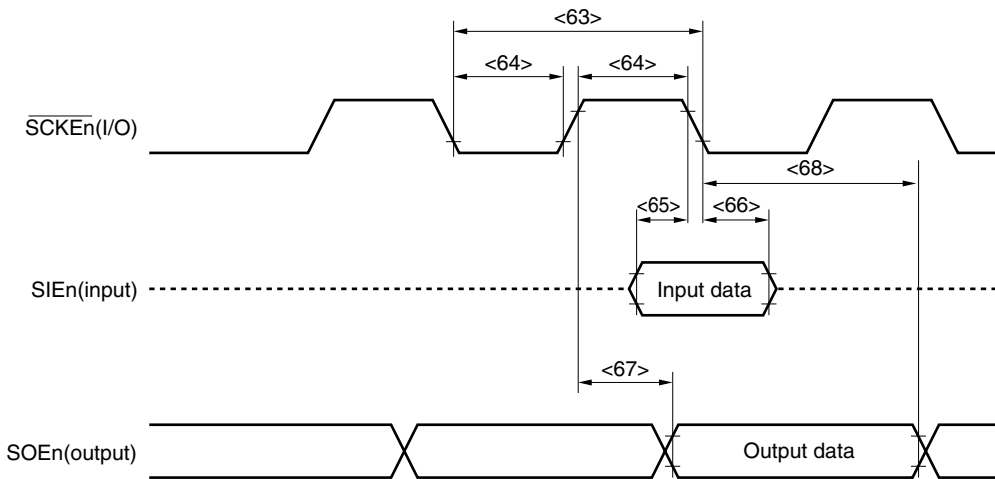 <63>
<64> <64>
SCKEn(I/O)
<68>
<65> <66>
SIEn(input) Input data
<67>
SOEn(output) Output data